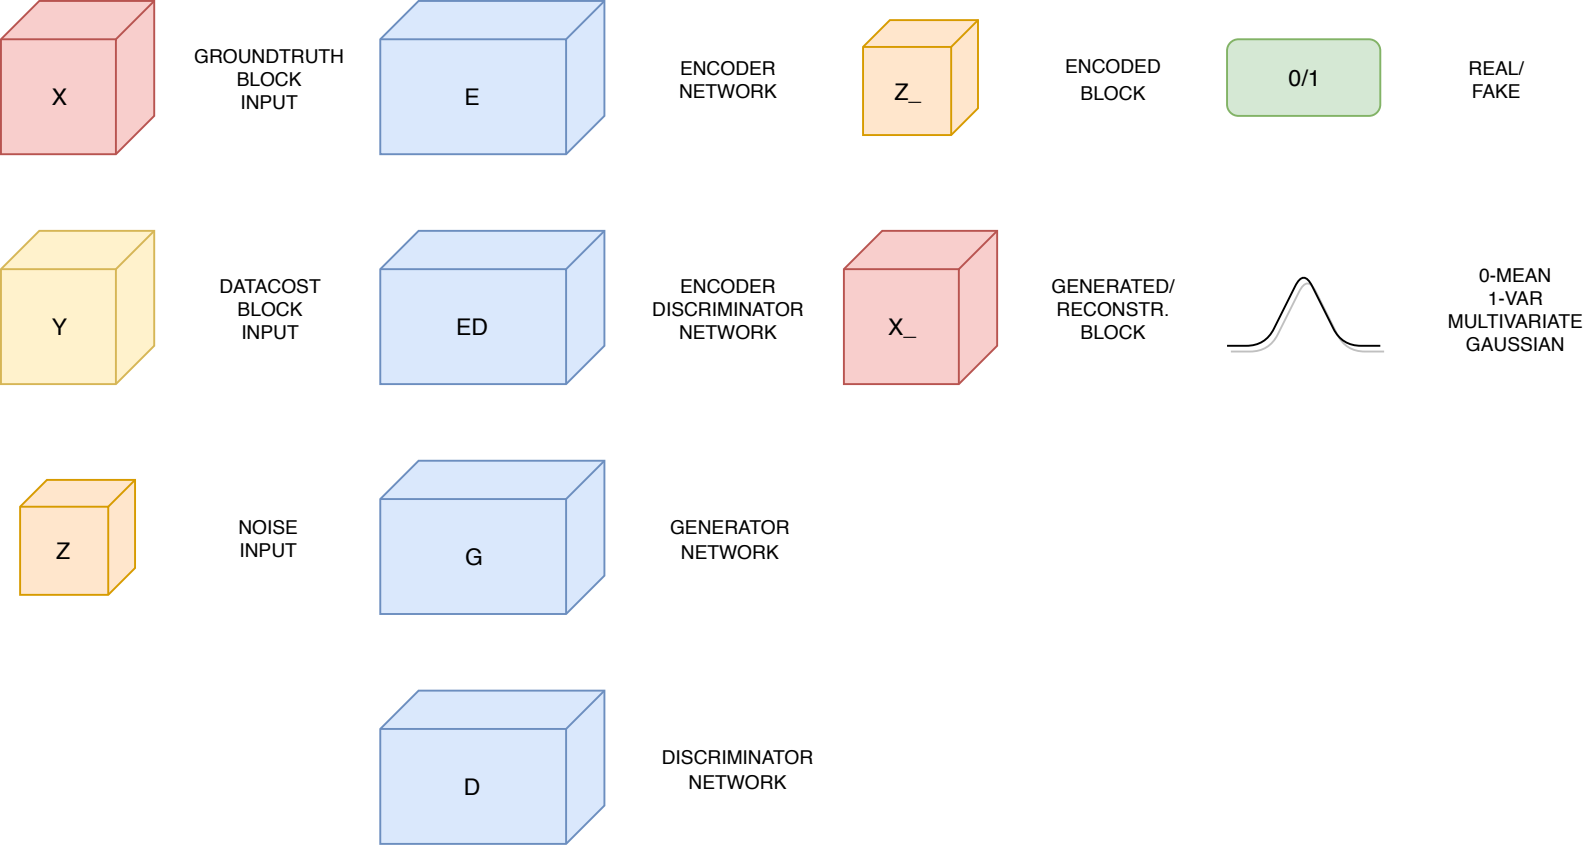 X
GROUNDTRUTH
BLOCK
INPUT
E
ENCODER
NETWORK
Z_
ENCODED
BLOCK
0/1
REAL/
FAKE
Y
DATACOST
BLOCK
INPUT
ED
ENCODER
DISCRIMINATOR
NETWORK
X_
GENERATED/
RECONSTR.
BLOCK
0-MEAN
1-VAR
MULTIVARIATE
GAUSSIAN
Z
NOISE
INPUT
G
GENERATOR
NETWORK
D
DISCRIMINATOR
NETWORK